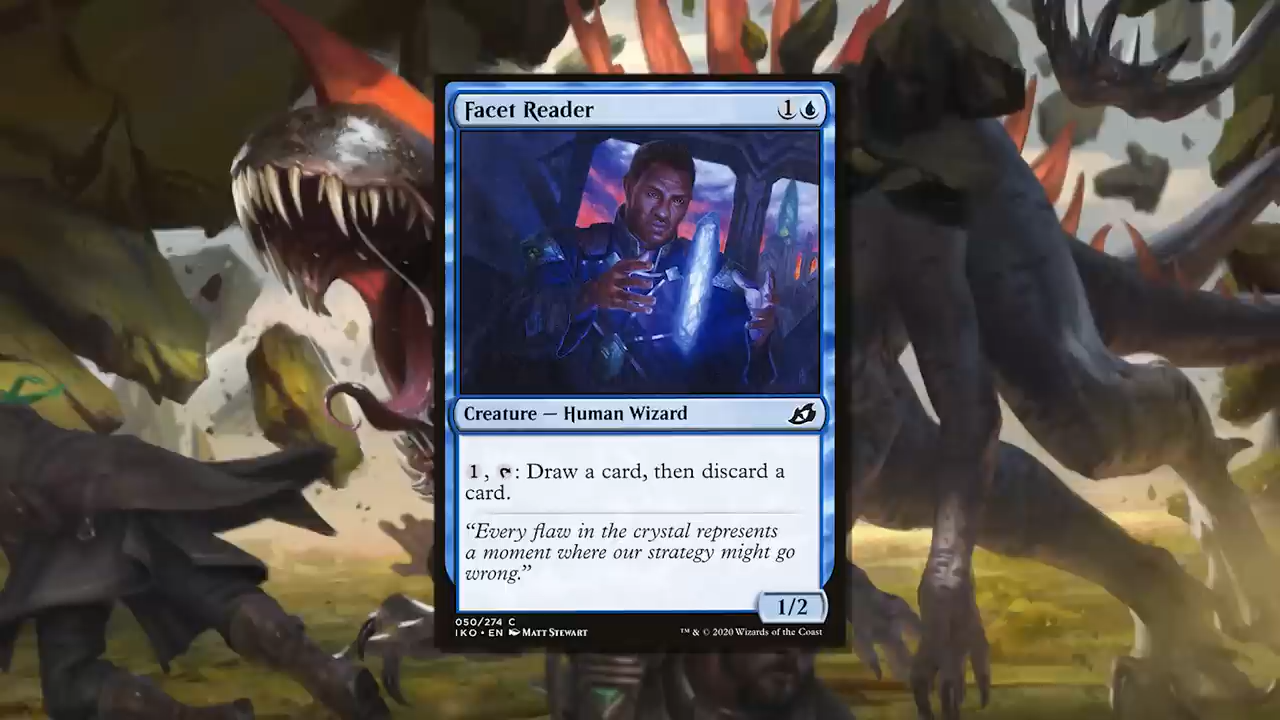 Facet Reader 1
Creature — Human Wizard
1, : Draw a card, then discard a
card.
“Every flaw in the crystal represents
a moment where our strategy might go
wrong.”
1/2
050/274 C
IKO • EN Matt Stewart ™ & © 2020 Wizards of the Coast